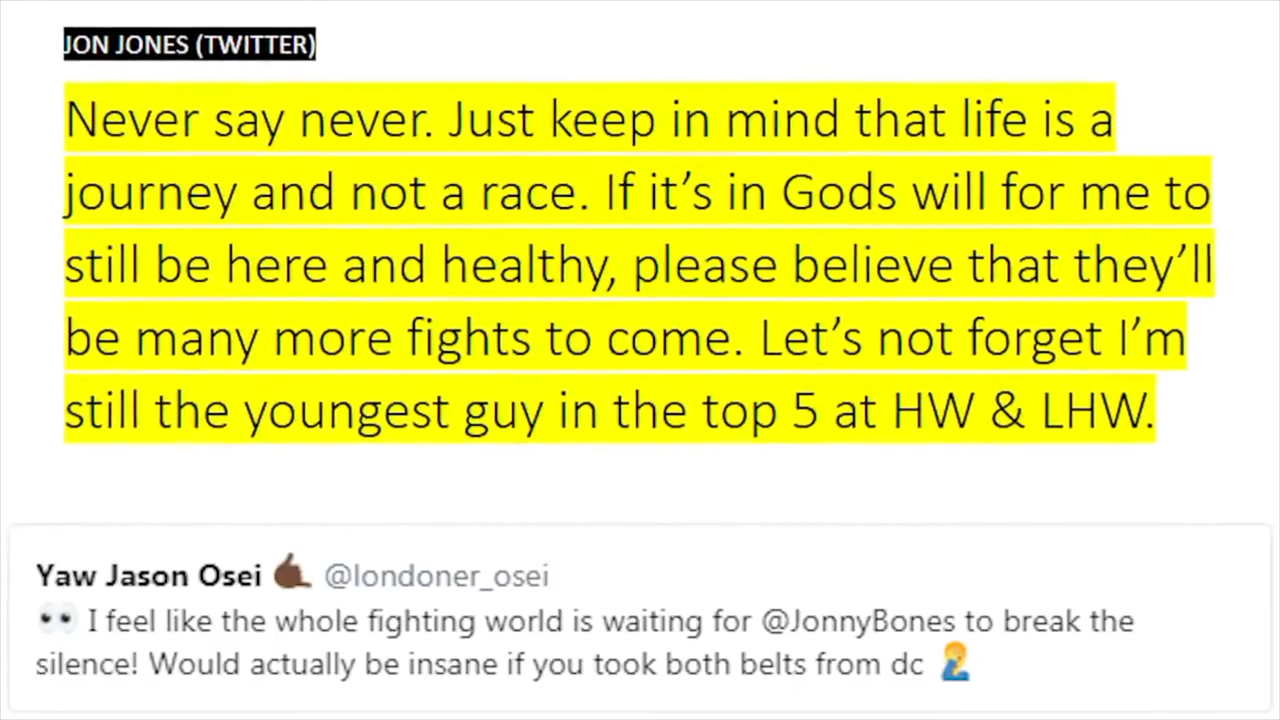 JON JONES (TWITTER)
Never say never. Just keep in mind that life is a
journey and not a race. If it’s in Gods will for me to
still be here and healthy, please believe that they’ll
be many more fights to come. Let’s not forget I’m
still the youngest guy in the top 5 at HW & LHW.
Yaw Jason Osei 🤙🏿 @londoner_osei
👀 I feel like the whole fighting world is waiting for @JonnyBones to break the
silence! Would actually be insane if you took both belts from dc 🤦‍♂️